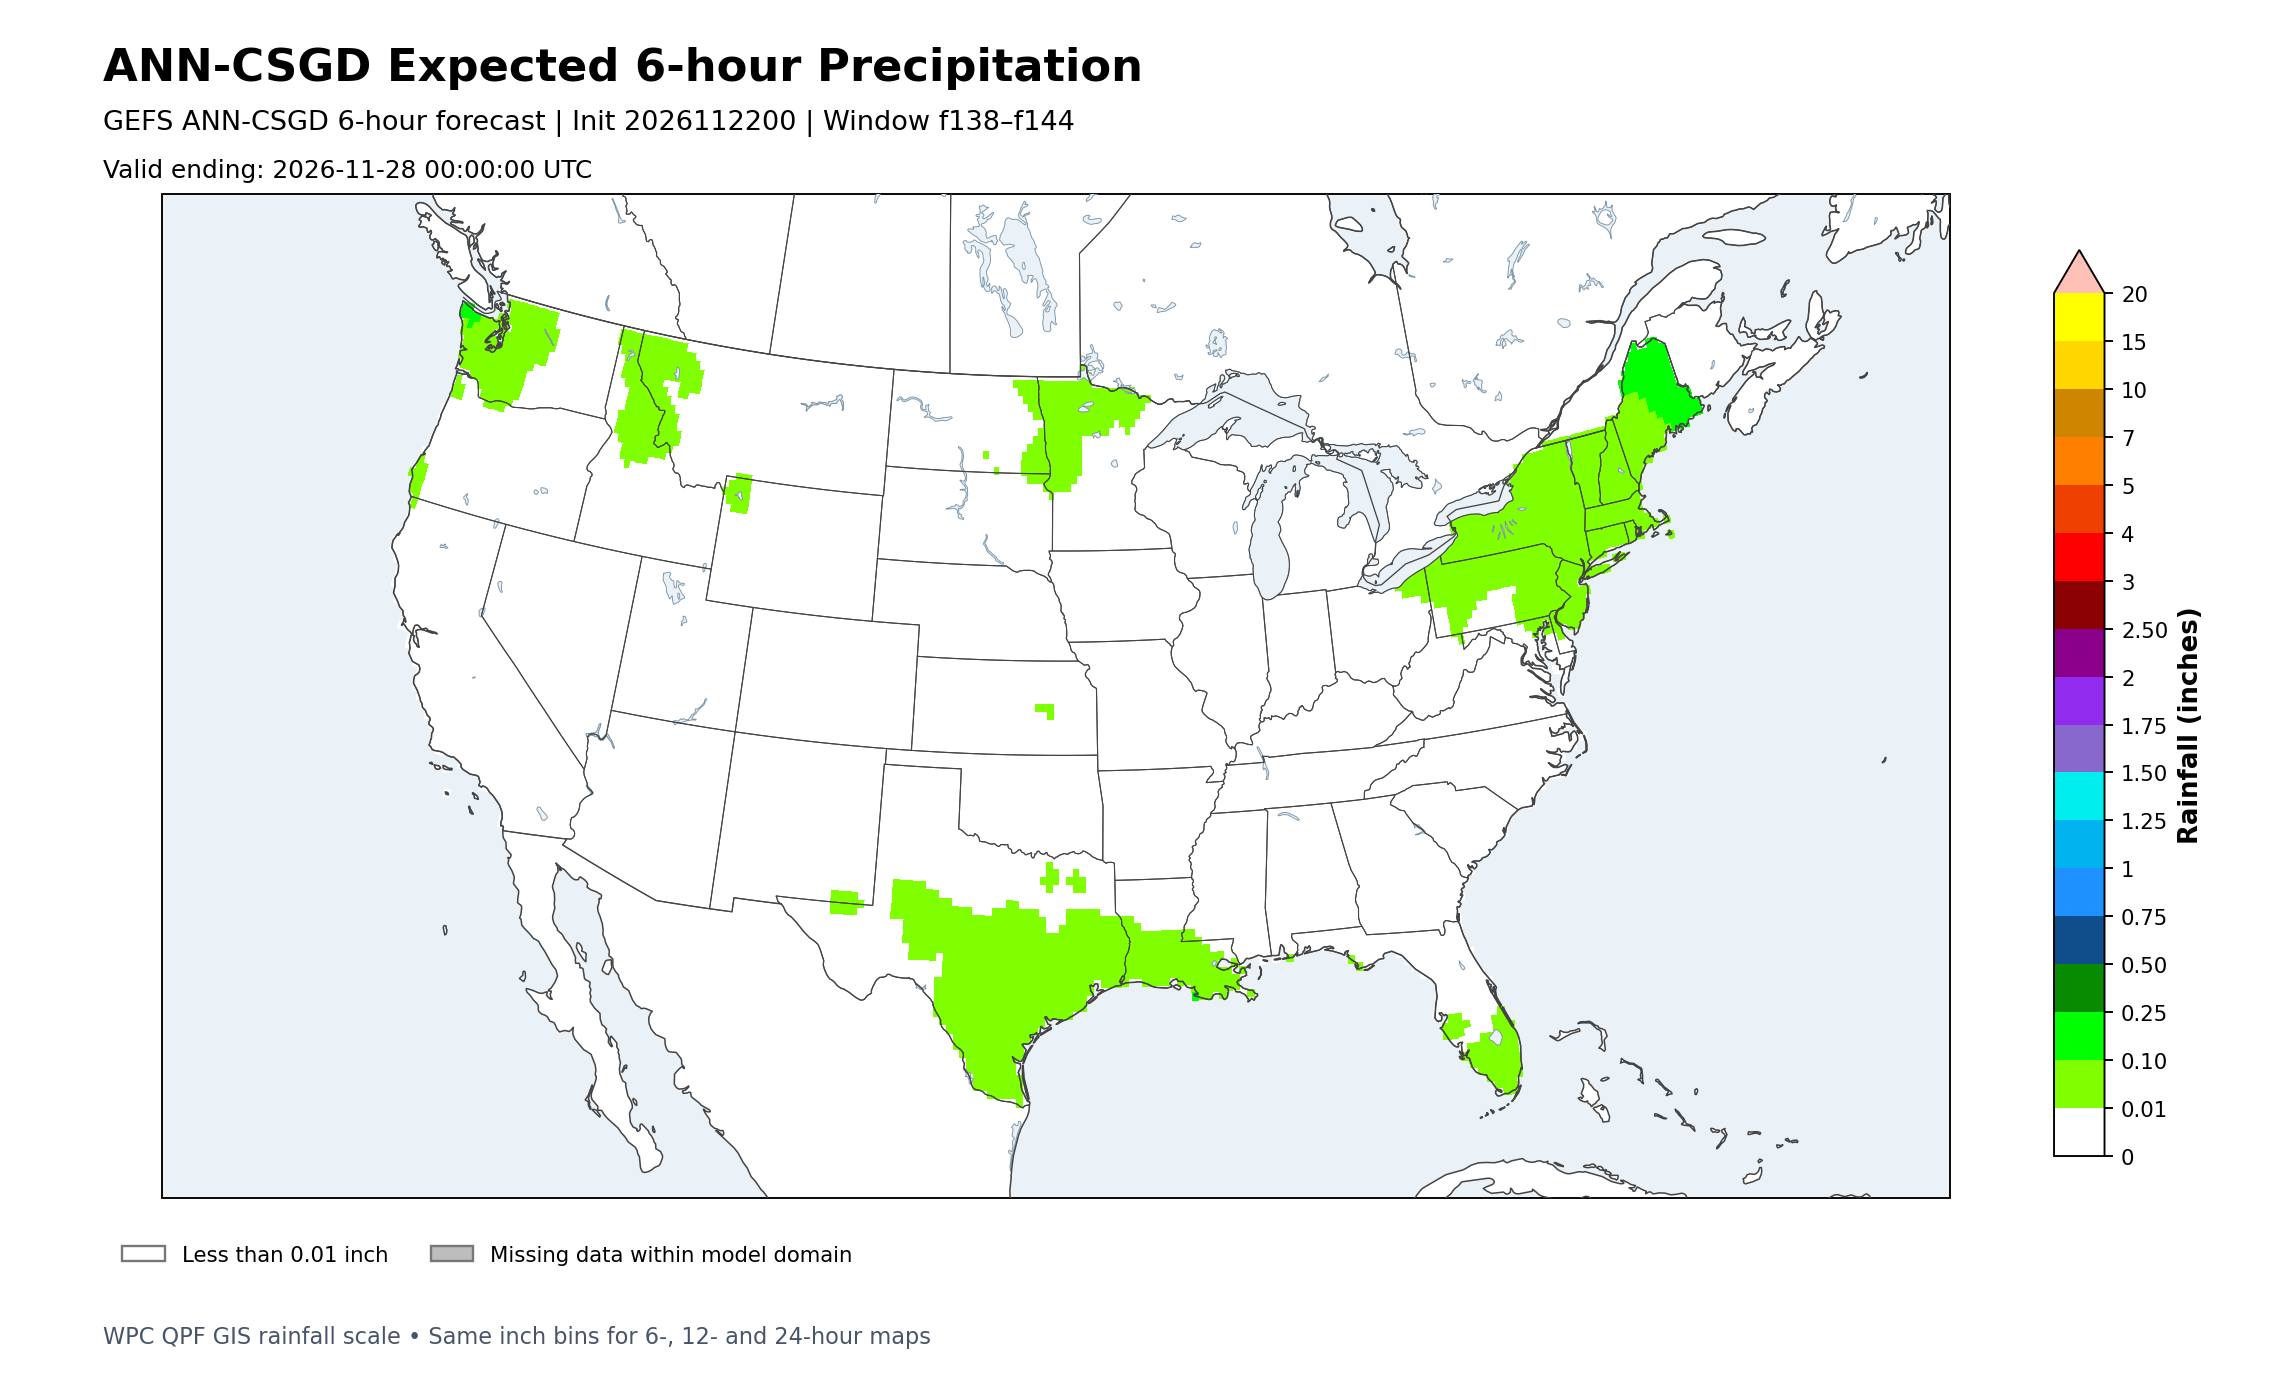 ANN-CSGD Expected 6-hour Precipitation
GEFS ANN-CSGD 6-hour forecast | Init 2026112200 | Window f138–f144
Valid ending: 2026-11-28 00:00:00 UTC
20
15
10
7
5
4
3
2.50
2
1.75
1.50
1.25
1
0.75
0.50
0.25
0.10
0.01
0
Rainfall (inches)
Less than 0.01 inch
Missing data within model domain
WPC QPF GIS rainfall scale • Same inch bins for 6-, 12- and 24-hour maps